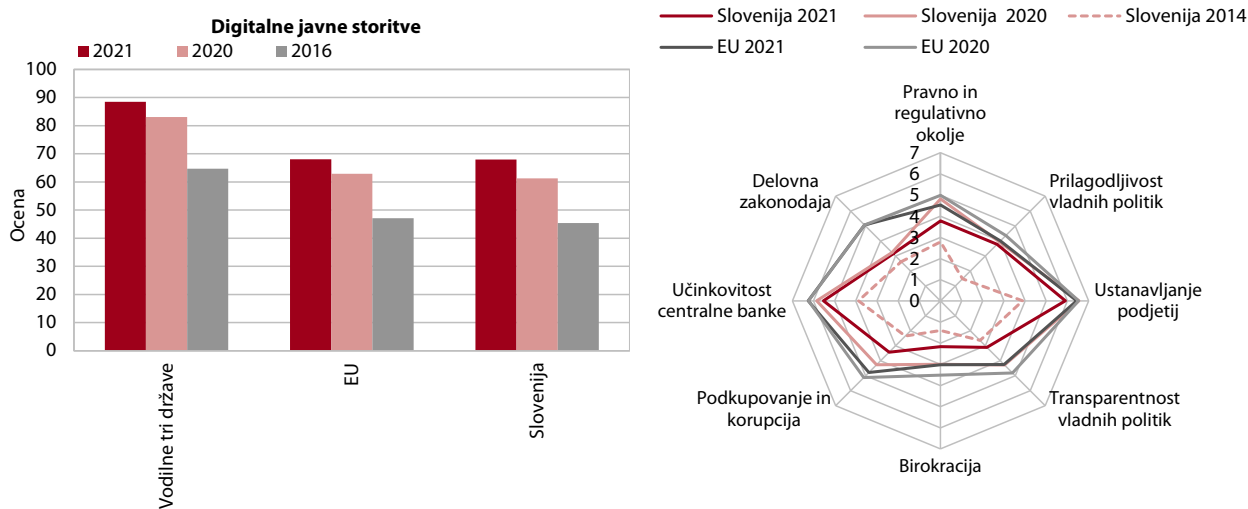 Digitalne javne storitve
2021 2020 2016
100
90
80
70
60
50
40
30
20
10
0
Ocena
Vodilne tri države
EU
Slovenija
Slovenija 2021 Slovenija 2020 Slovenija 2014
EU 2021 EU 2020
Pravno in
regulativno
okolje
Prilagodljivost
vladnih politik
Ustanavljanje
podjetij
Transparentnost
vladnih politik
Birokracija
Podkupovanje in
korupcija
Učinkovitost
centralne banke
Delovna
zakonodaja
7
6
5
4
3
2
1
0